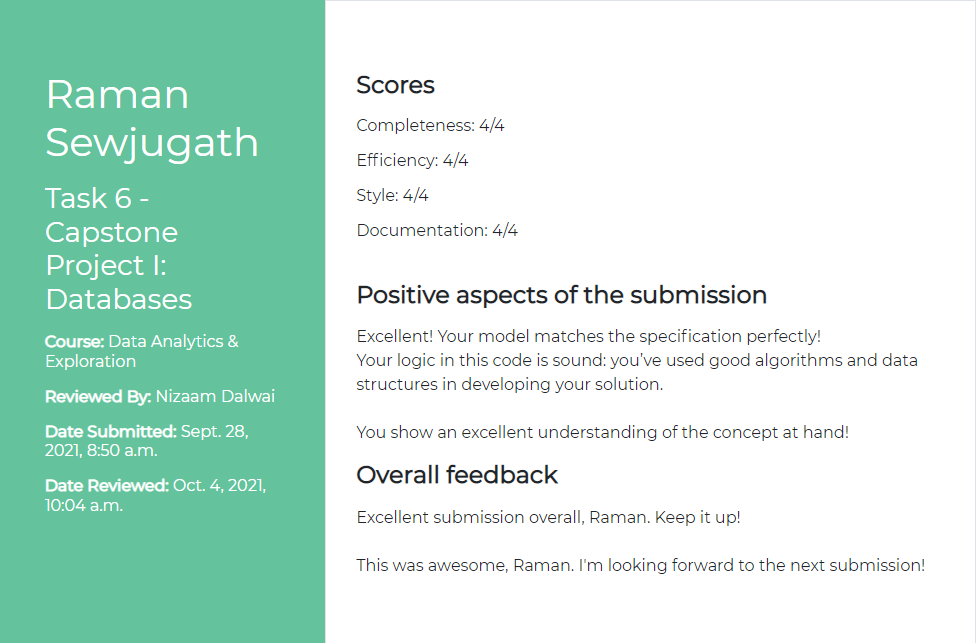 Raman
Sewjugath
Task 6 -
Capstone
Project I:
Databases
Course: Data Analytics &
Exploration
Reviewed By: Nizaam Dalwai
Date Submitted: Sept. 28,
2021, 8:50 a.m.
Date Reviewed: Oct. 4, 2021,
10:04 a.m.
Scores
Completeness: 4/4
Efficiency: 4/4
Style: 4/4
Documentation: 4/4
Positive aspects of the submission
Excellent! Your model matches the specification perfectly!
Your logic in this code is sound: you’ve used good algorithms and data
structures in developing your solution.
You show an excellent understanding of the concept at hand!
Overall feedback
Excellent submission overall, Raman. Keep it up!
This was awesome, Raman. I'm looking forward to the next submission!